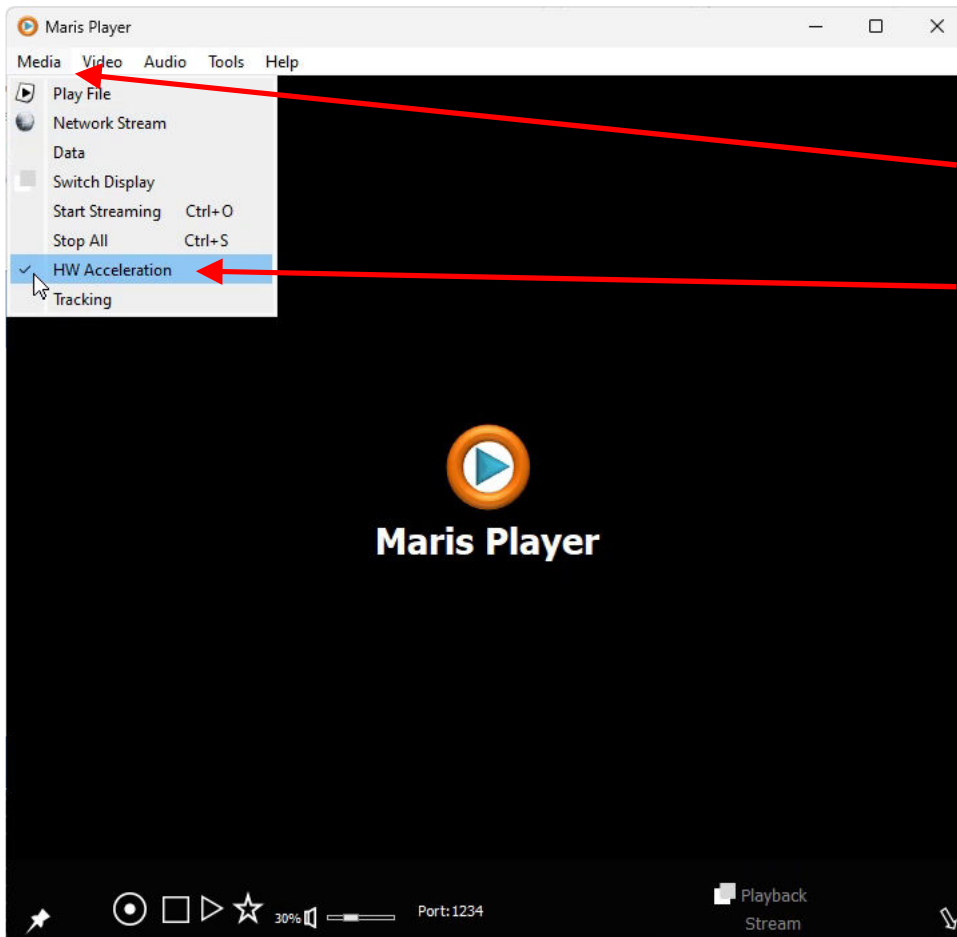 Maris Player
Media Video Audio Tools Help
Play File
Network Stream
Data
Switch Display
Start Streaming Ctrl+O
Stop All Ctrl+S
HW Acceleration
Tracking
Maris Player
30% Port:1234
Playback
Stream